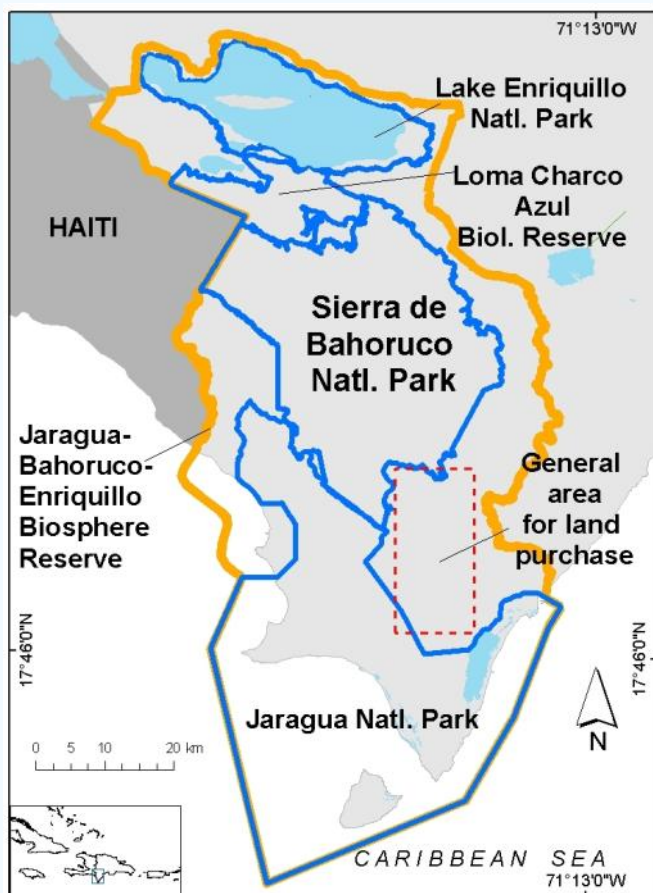 71°13'0"W
Lake Enriquillo
Natl. Park
Loma Charco
Azul
Biol. Reserve
HAITI
Sierra de
Bahoruco
Natl. Park
Jaragua-
Bahoruco-
Enriquillo
Biosphere
Reserve
General
area
for land
purchase
17°46'0"N
17°46'0"N
Jaragua Natl. Park
0 5 10 20 km
N
CARIBBEAN SEA
71°13'0"W